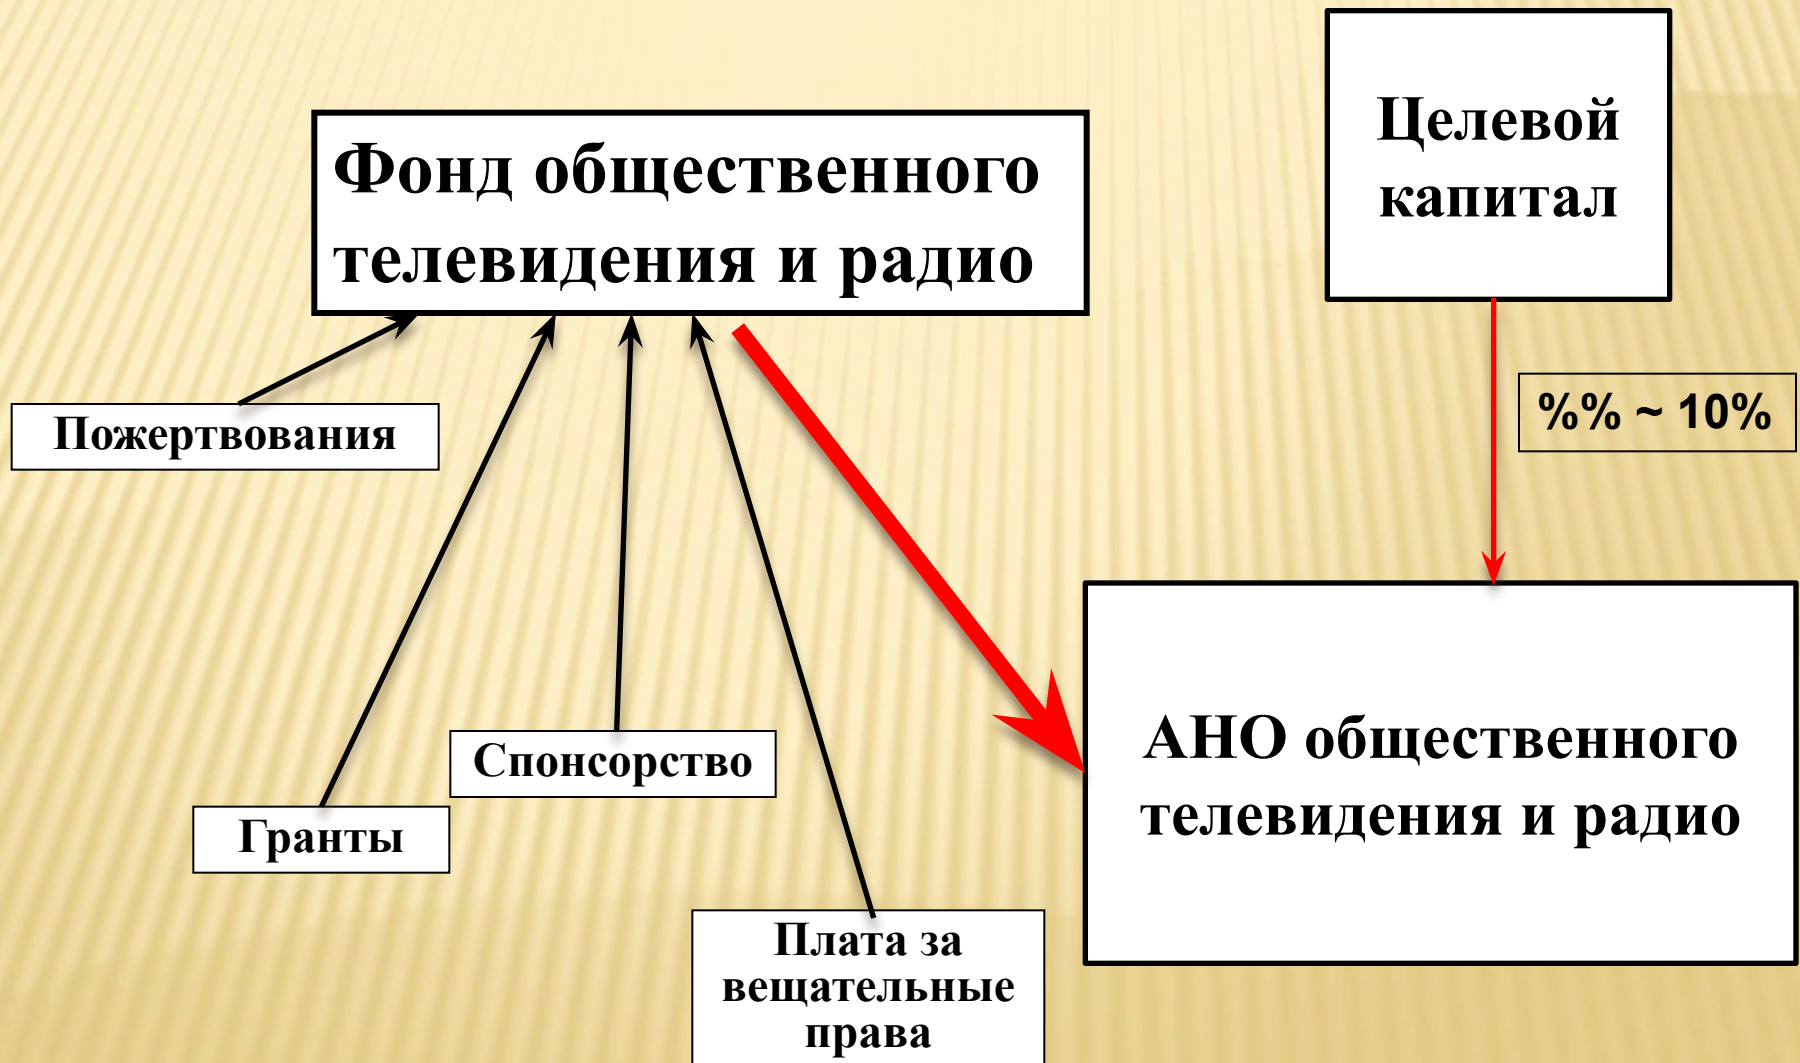 Целевой
капитал
Фонд общественного
телевидения и радио
%% ~ 10%
Пожертвования
АНО общественного
телевидения и радио
Спонсорство
Гранты
Плата за
вещательные
права